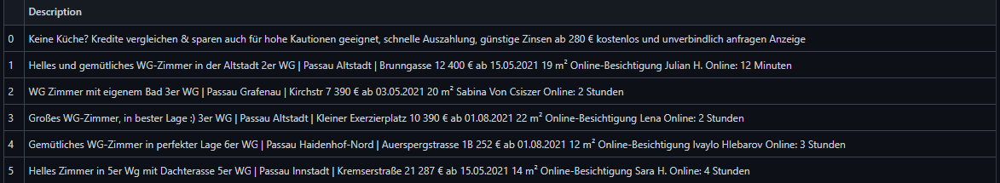 Description
0 Keine Küche? Kredite vergleichen & sparen auch für hohe Kautionen geeignet, schnelle Auszahlung, günstige Zinsen ab 280 € kostenlos und unverbindlich anfragen Anzeige
1 Helles und gemütliches WG-Zimmer in der Altstadt 2er WG | Passau Altstadt | Brunngasse 12 400 € ab 15.05.2021 19 m² Online-Besichtigung Julian H. Online: 12 Minuten
2 WG Zimmer mit eigenem Bad 3er WG | Passau Grafenau | Kirchstr 7 390 € ab 03.05.2021 20 m² Sabina Von Csiszer Online: 2 Stunden
3 Großes WG-Zimmer, in bester Lage :) 3er WG | Passau Altstadt | Kleiner Exerzierplatz 10 390 € ab 01.08.2021 22 m² Online-Besichtigung Lena Online: 2 Stunden
4 Gemütliches WG-Zimmer in perfekter Lage 6er WG | Passau Haidenhof-Nord | Auerspergstrasse 1B 252 € ab 01.08.2021 12 m² Online-Besichtigung Ivaylo Hlebarov Online: 3 Stunden
5 Helles Zimmer in 5er Wg mit Dachterasse 5er WG | Passau Innstadt | Kremserstraße 21 287 € ab 15.05.2021 14 m² Online-Besichtigung Sara H. Online: 4 Stunden